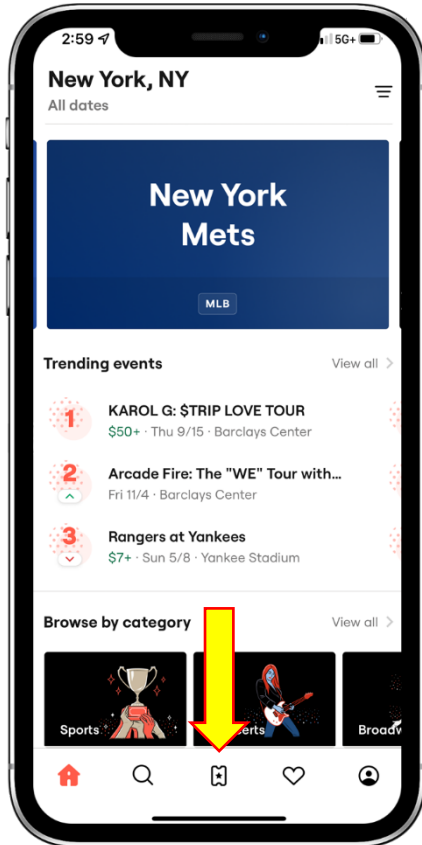 2:59
5G+
New York, NY
All dates
New York
Mets
MLB
Trending events
View all
1
KAROL G: $TRIP LOVE TOUR
$50+ · Thu 9/15 · Barclays Center
2
Arcade Fire: The "WE" Tour with...
Fri 11/4 · Barclays Center
3
Rangers at Yankees
$7+ · Sun 5/8 · Yankee Stadium
Browse by category
View all
Sports